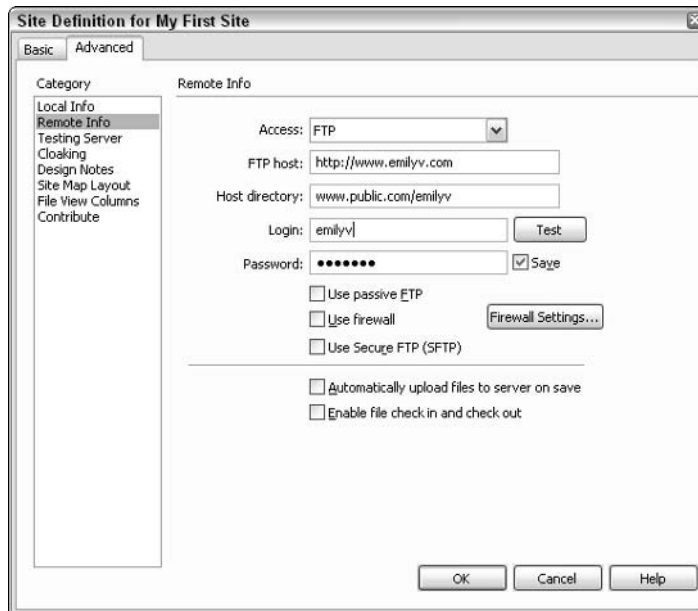 Site Definition for My First Site
Basic Advanced
Category
Local Info
Remote Info
Testing Server
Cloaking
Design Notes
Site Map Layout
File View Columns
Contribute
Remote Info
Access: FTP
FTP host: http://www.emilyv.com
Host directory: www.public.com/emilyv
Login: emilyv Test
Password: ●●●●●●● Save
Use passive FTP
Use firewall Firewall Settings...
Use Secure FTP (SFTP)
Automatically upload files to server on save
Enable file check in and check out
OK Cancel Help